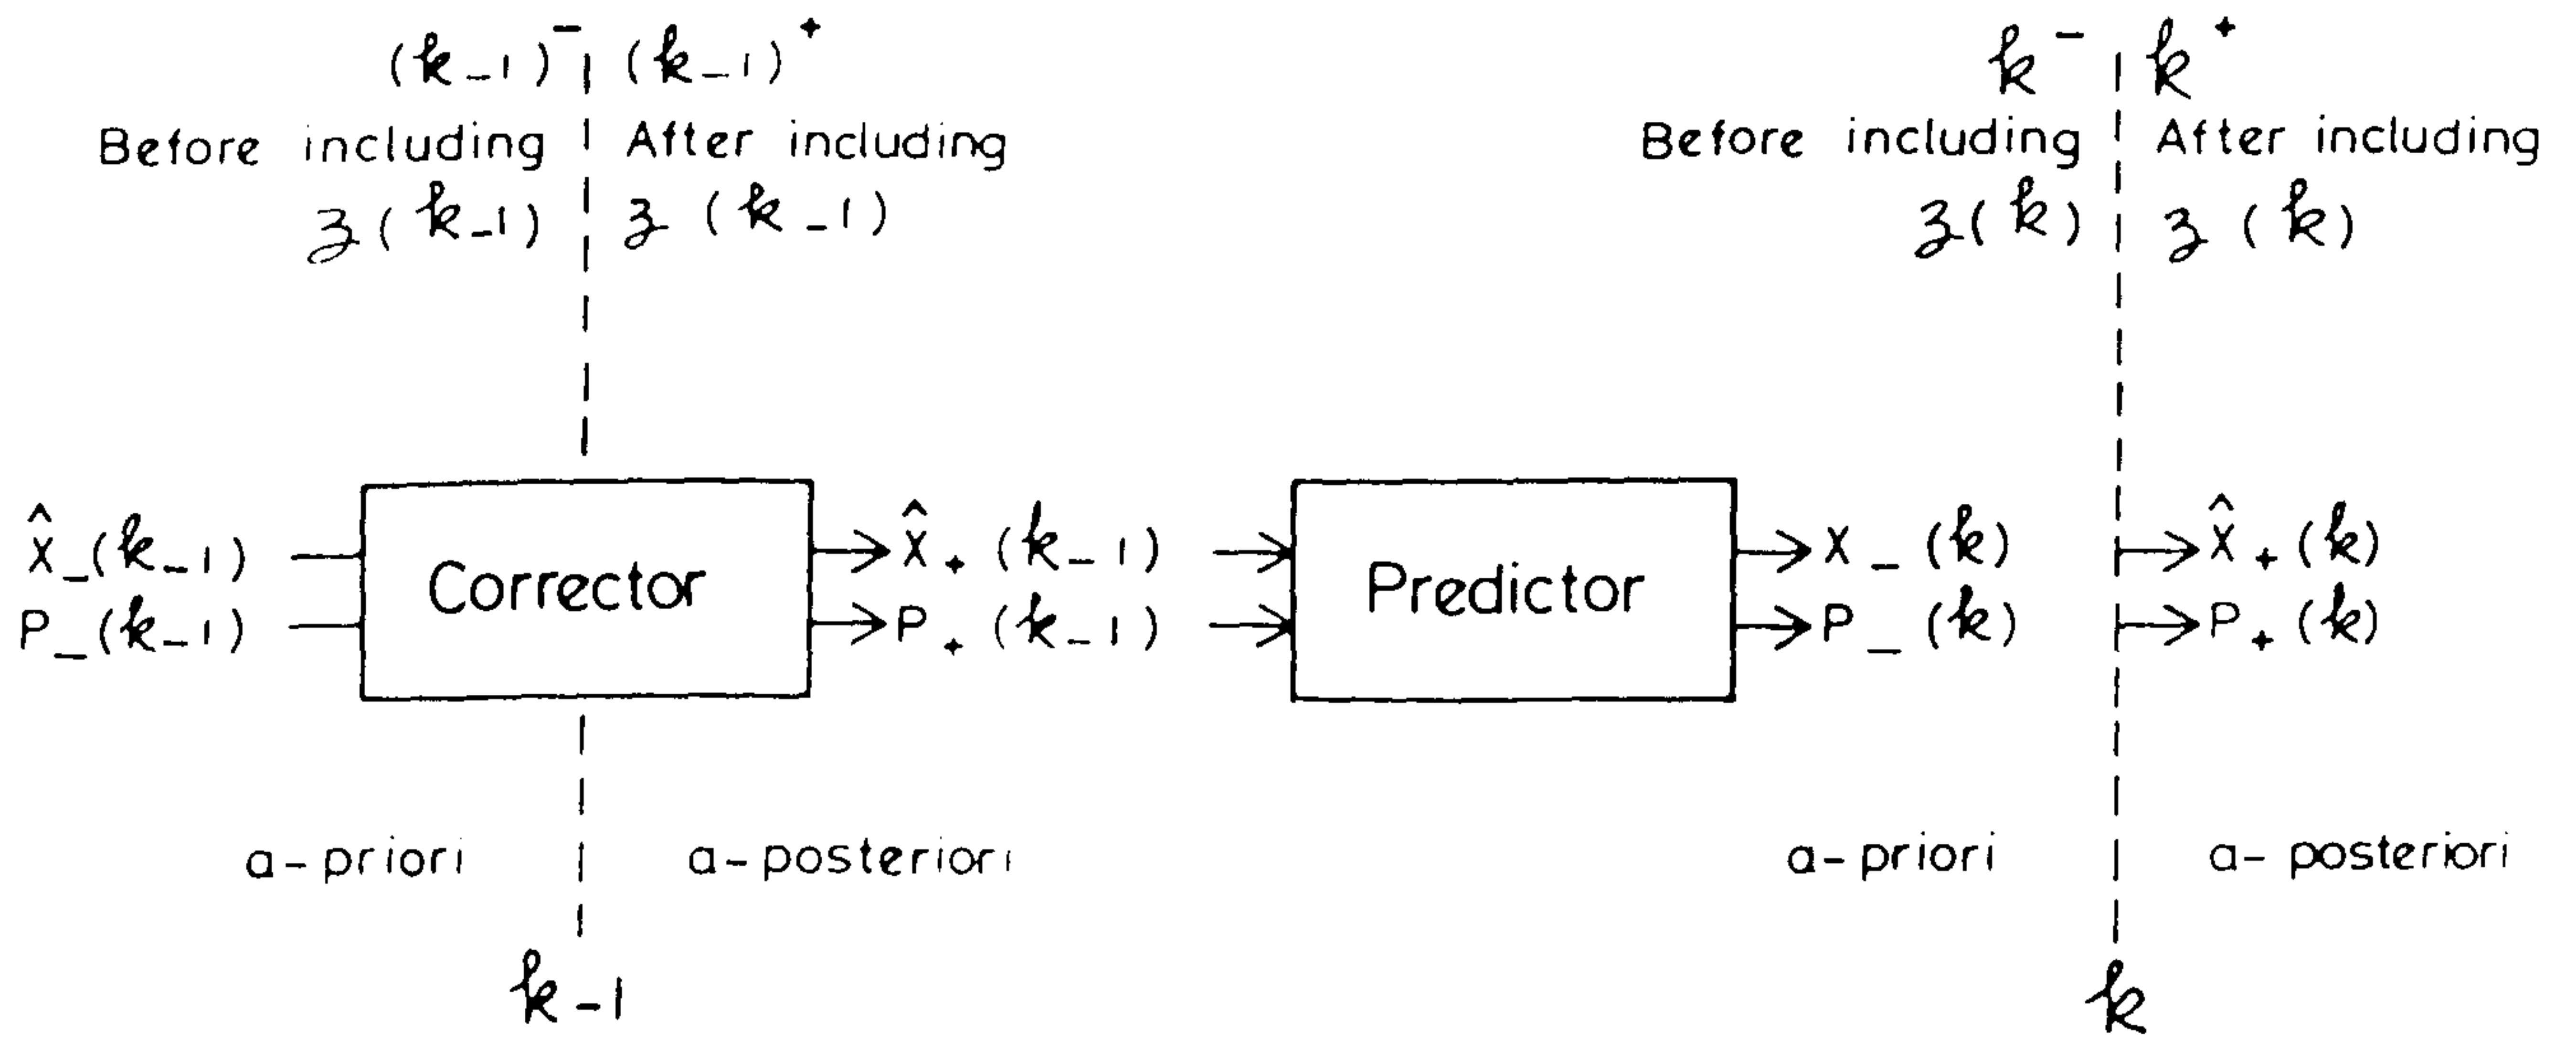 (k-1)⁻ (k-1)⁺ k⁻ k⁺
Before including After including Before including After including
z(k-1) z(k-1) z(k) z(k)
X̂_(k-1) X̂₊(k-1) X_(k) X̂₊(k)
Corrector Predictor
P_(k-1) P₊(k-1) P_(k) P₊(k)
a-priori a-posteriori a-priori a-posteriori
k-1 k